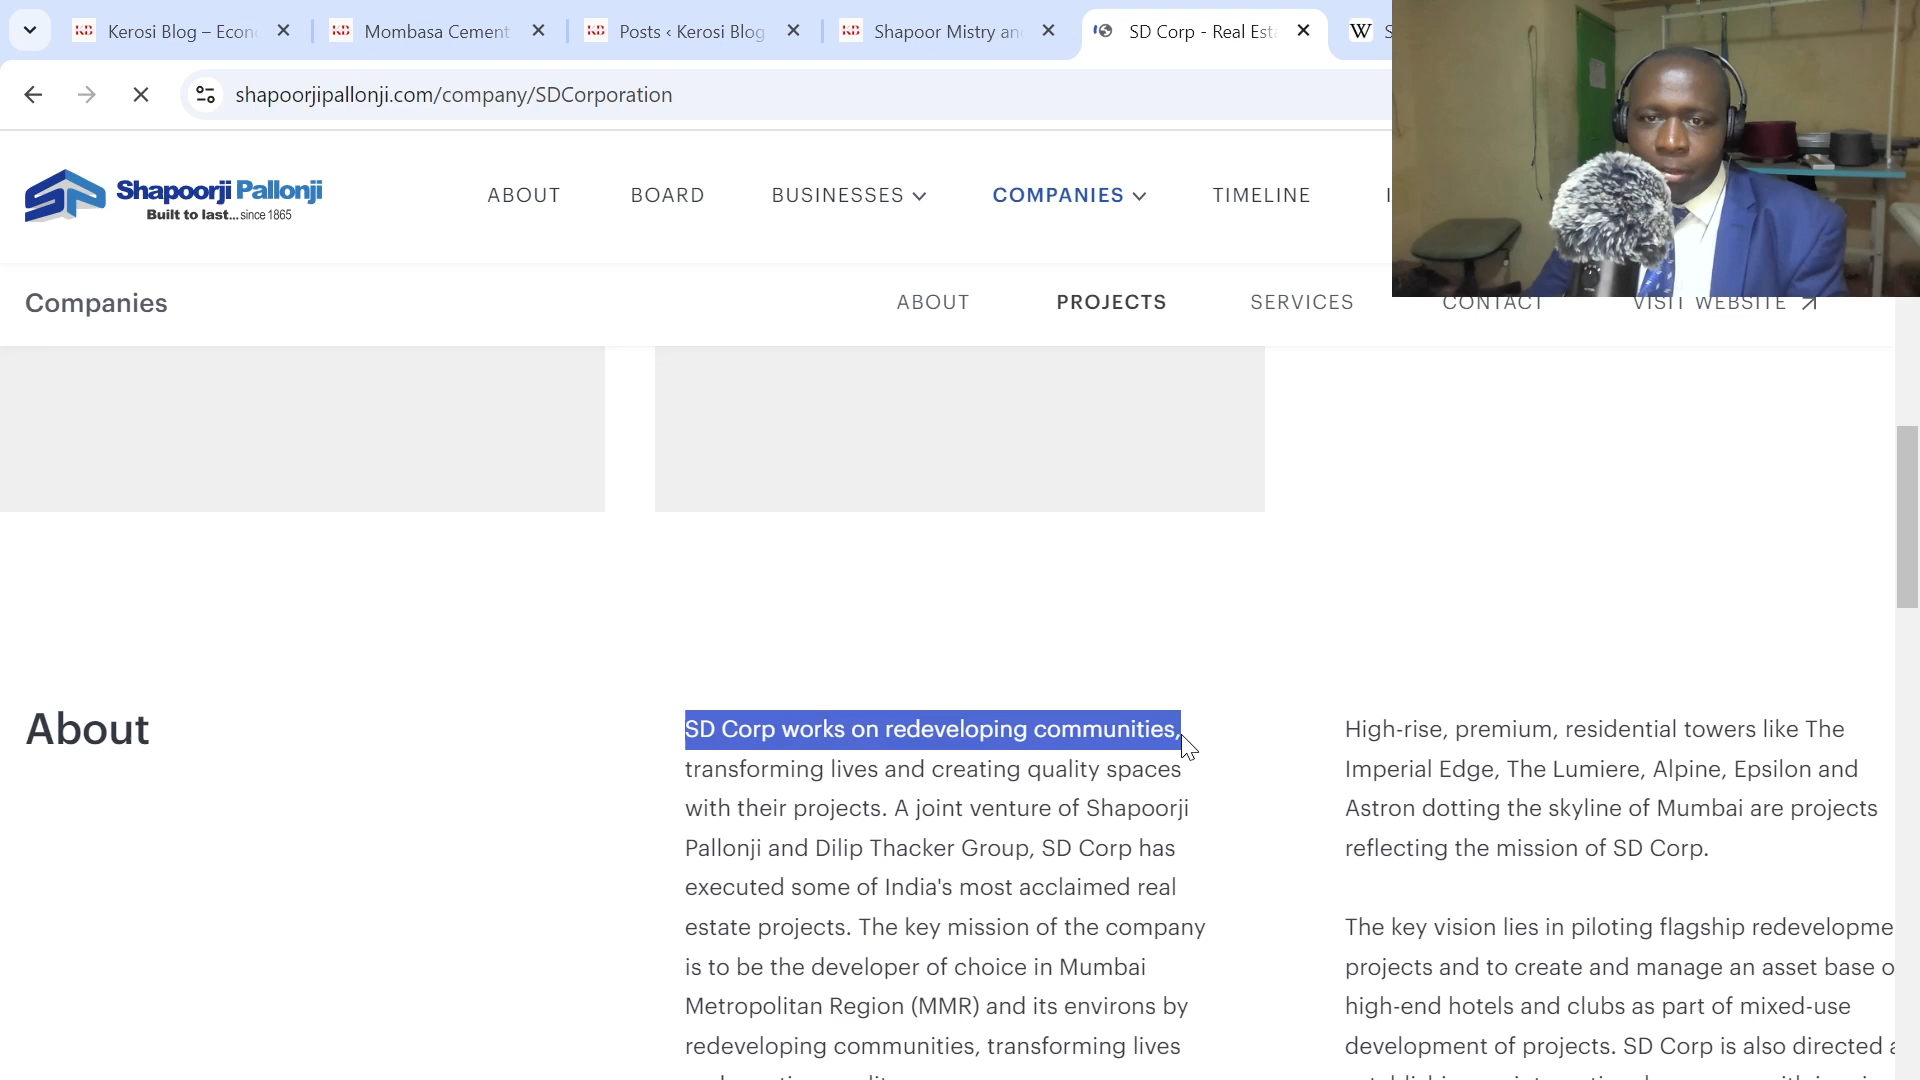 Kerosi Blog – Econ
Mombasa Cement
Posts ‹ Kerosi Blog
Shapoor Mistry an
SD Corp - Real Esta
W S
shapoorjipallonji.com/company/SDCorporation
Shapoorji Pallonji
Built to last... since 1865
ABOUT
BOARD
BUSINESSES
COMPANIES
TIMELINE
Companies
ABOUT
PROJECTS
SERVICES
CONTACT
VISIT WEBSITE
About
SD Corp works on redeveloping communities,
transforming lives and creating quality spaces
with their projects. A joint venture of Shapoorji
Pallonji and Dilip Thacker Group, SD Corp has
executed some of India's most acclaimed real
estate projects. The key mission of the company
is to be the developer of choice in Mumbai
Metropolitan Region (MMR) and its environs by
redeveloping communities, transforming lives
High-rise, premium, residential towers like The
Imperial Edge, The Lumiere, Alpine, Epsilon and
Astron dotting the skyline of Mumbai are projects
reflecting the mission of SD Corp.
The key vision lies in piloting flagship redevelopme
projects and to create and manage an asset base o
high-end hotels and clubs as part of mixed-use
development of projects. SD Corp is also directed a